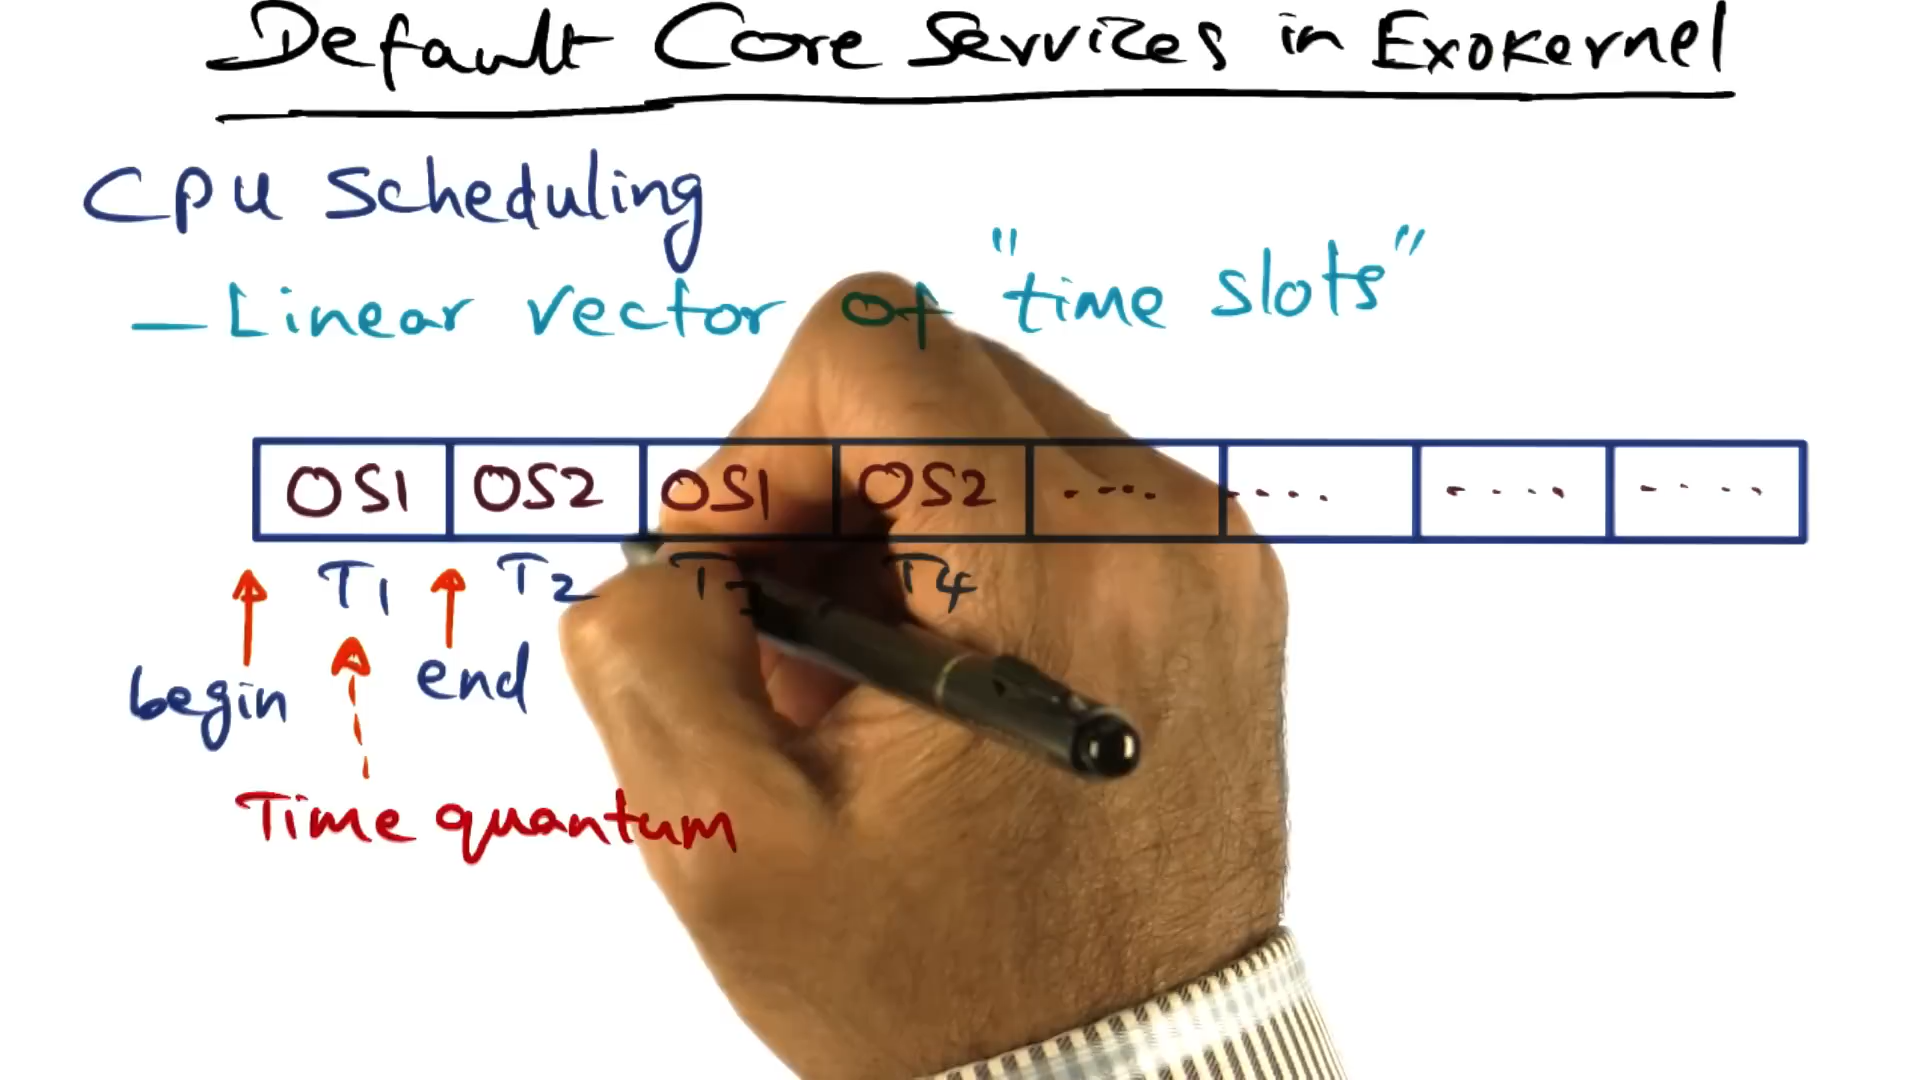 Default Core Services in Exokernel
CPU Scheduling
— Linear vector of "time slots"
OS1 OS2 OS1 OS2 .... .... .... ....
T1 T2 T3 T4
begin end
Time quantum